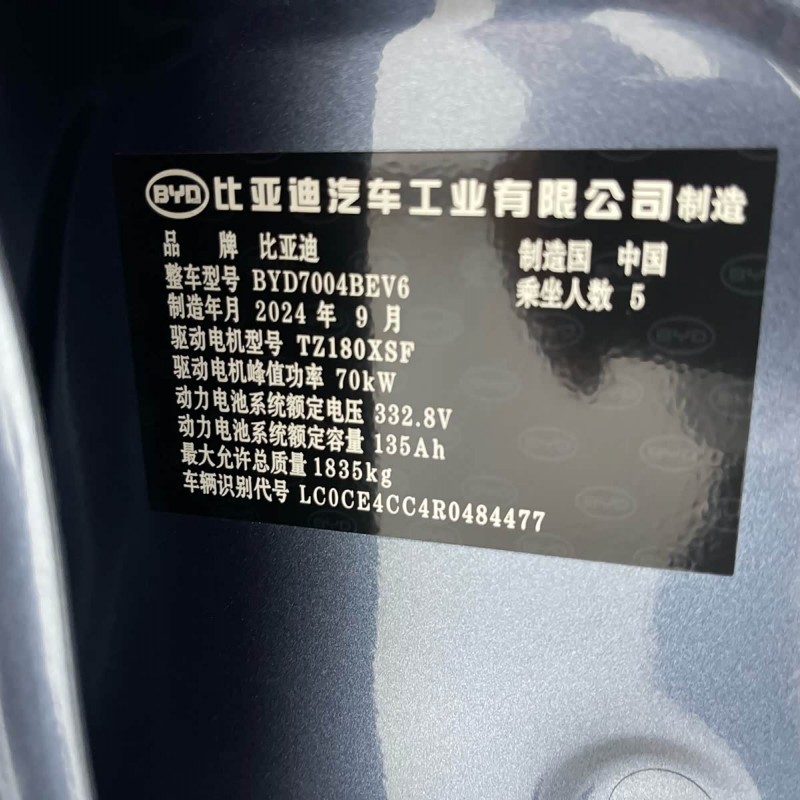 BYD 比亚迪汽车工业有限公司制造
品 牌 比亚迪 制造国 中国
整车型号 BYD7004BEV6 乘坐人数 5
制造年月 2024 年 9 月
驱动电机型号 TZ180XSF
驱动电机峰值功率 70kW
动力电池系统额定电压 332.8V
动力电池系统额定容量 135Ah
最大允许总质量 1835kg
车辆识别代号 LC0CE4CC4R0484477